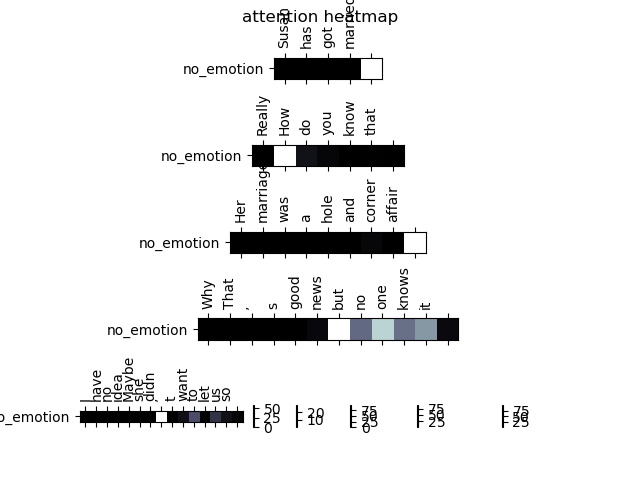 attention heatmap
Susan has got married
no_emotion
Really How do you know that
no_emotion
Her marriage was a hole and corner affair
no_emotion
Why That ' s good news but no one knows it
no_emotion
I have no idea Maybe she didn ' t want to let us so
no_emotion
50 25 0
20 10
75 50 25 0
75 50 25
75 50 25